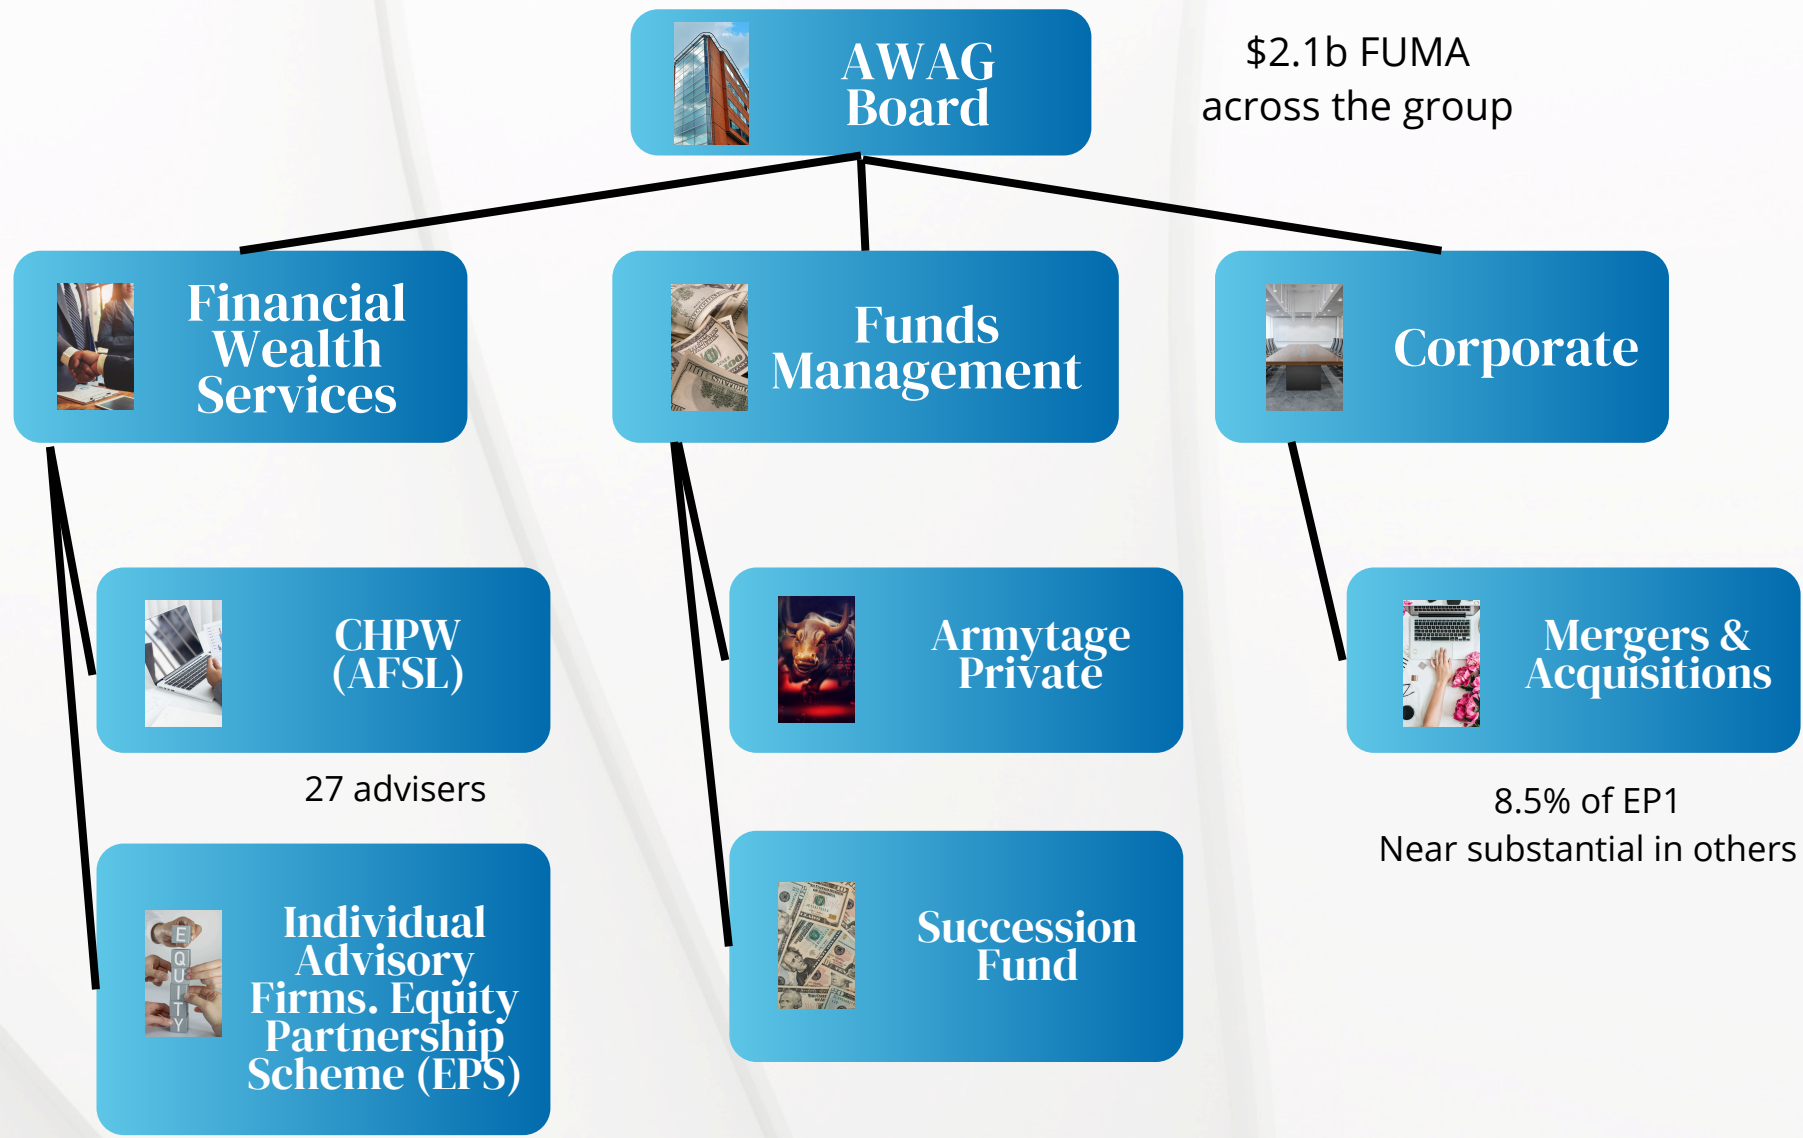 AWAG
Board
$2.1b FUMA
across the group
Financial
Wealth
Services
Funds
Management
Corporate
CHPW
(AFSL)
27 advisers
Individual
Advisory
Firms. Equity
Partnership
Scheme (EPS)
E
Q
U
I
T
Y
Armytage
Private
Succession
Fund
Mergers &
Acquisitions
8.5% of EP1
Near substantial in others